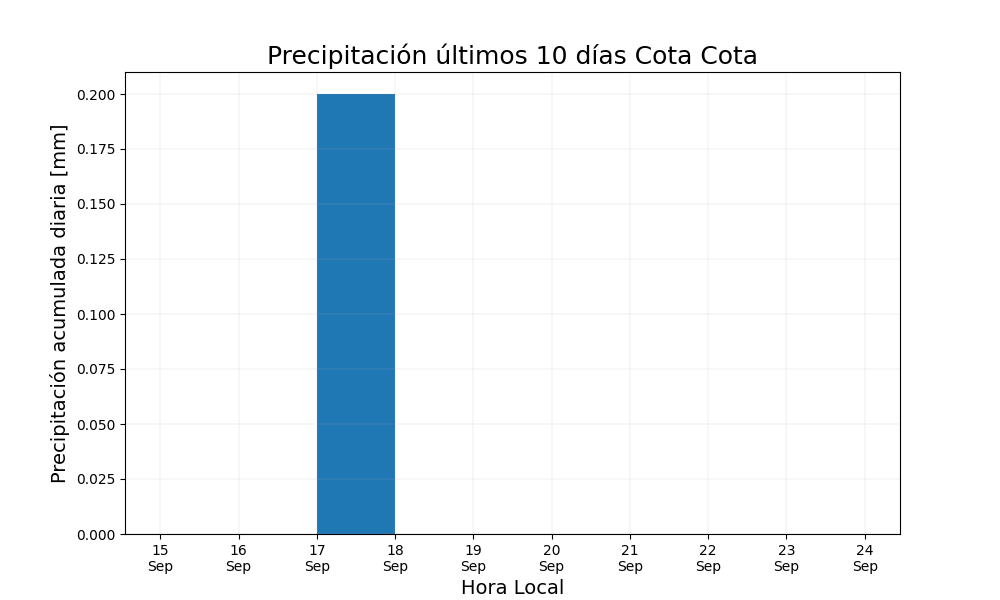 Precipitación últimos 10 días Cota Cota
Precipitación acumulada diaria [mm]
0.200
0.175
0.150
0.125
0.100
0.075
0.050
0.025
0.000
15 16 17 18 19 20 21 22 23 24
Sep Sep Sep Sep Sep Sep Sep Sep Sep Sep
Hora Local